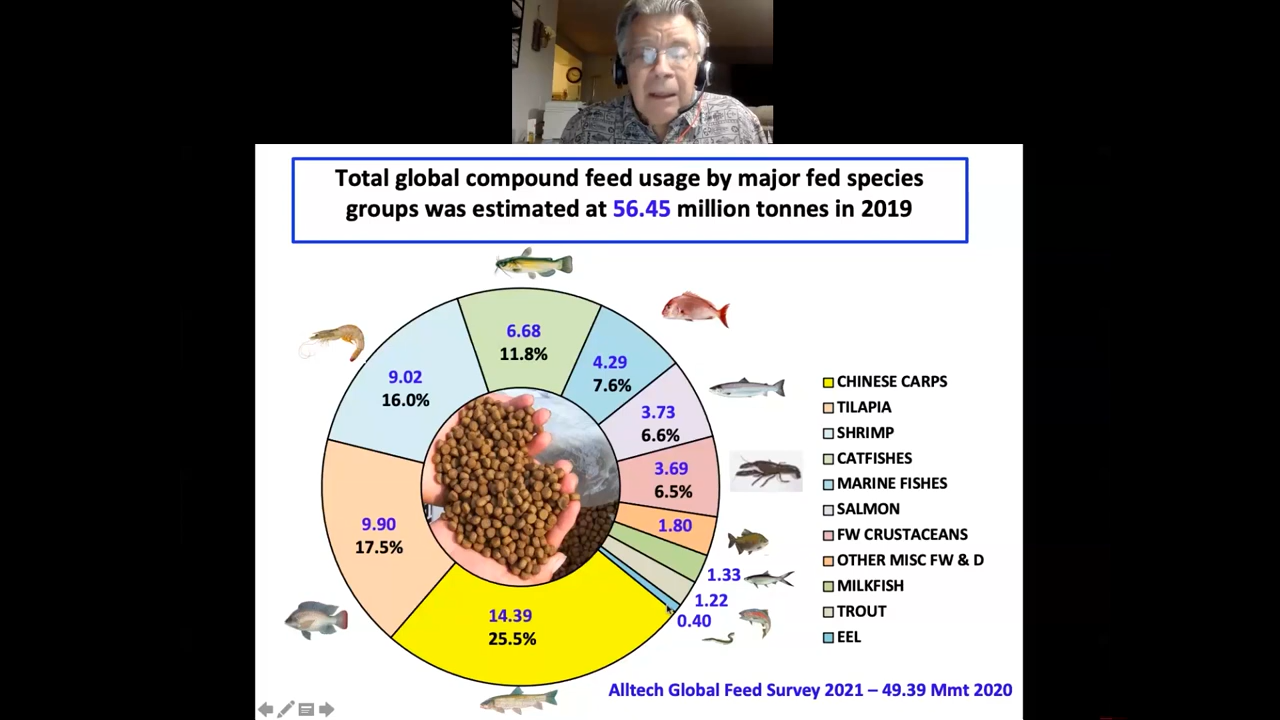 Total global compound feed usage by major fed species
groups was estimated at 56.45 million tonnes in 2019
6.68
11.8%
4.29
7.6%
9.02
16.0%
3.73
6.6%
3.69
6.5%
1.80
9.90
17.5%
1.33
1.22
0.40
14.39
25.5%
CHINESE CARPS
TILAPIA
SHRIMP
CATFISHES
MARINE FISHES
SALMON
FW CRUSTACEANS
OTHER MISC FW & D
MILKFISH
TROUT
EEL
Alltech Global Feed Survey 2021 – 49.39 Mmt 2020